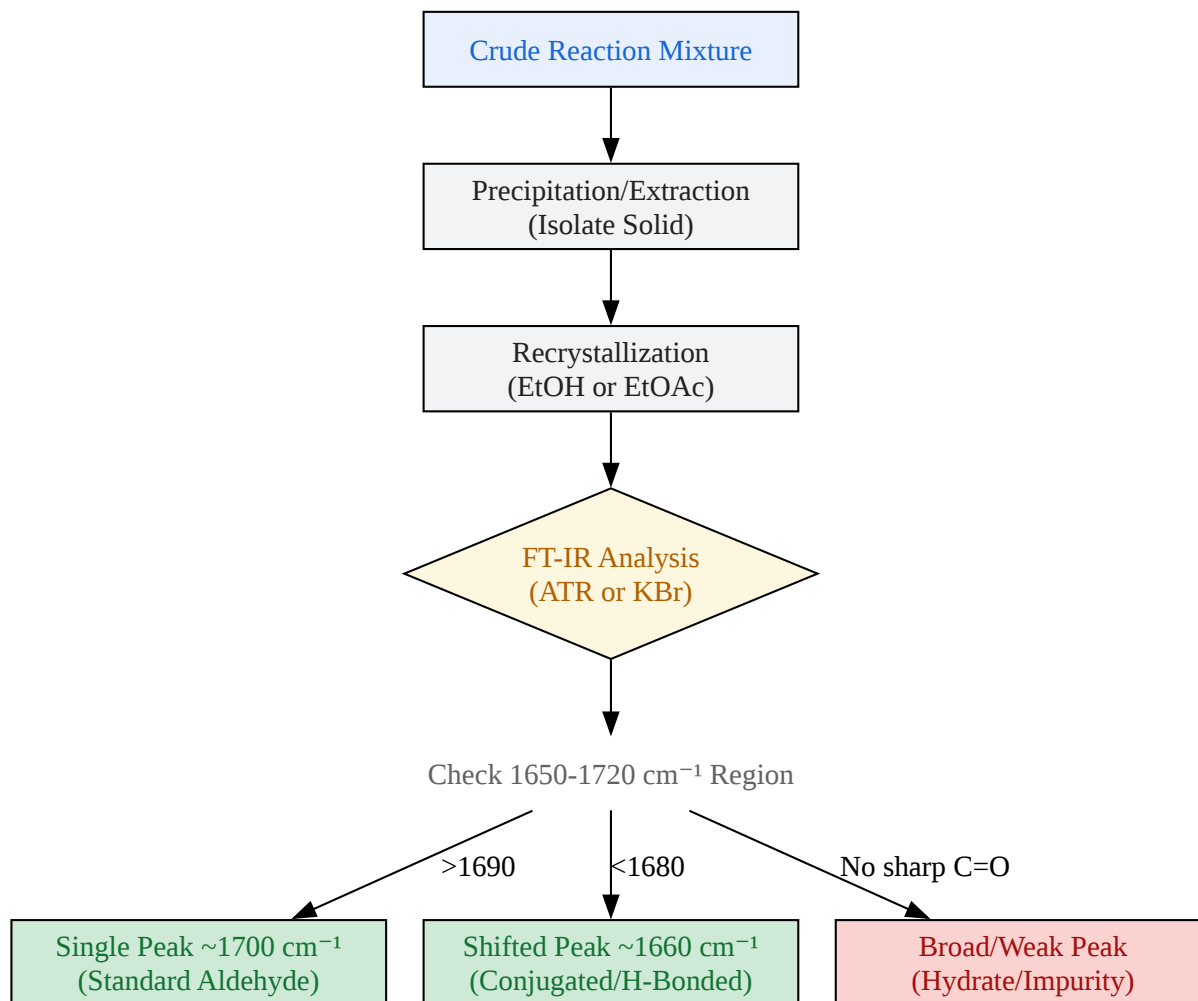 Crude Reaction Mixture
Precipitation/Extraction
(Isolate Solid)
Recrystallization
(EtOH or EtOAc)
FT-IR Analysis
(ATR or KBr)
Check 1650-1720 cm⁻¹ Region
>1690
<1680
No sharp C=O
Single Peak ~1700 cm⁻¹
(Standard Aldehyde)
Shifted Peak ~1660 cm⁻¹
(Conjugated/H-Bonded)
Broad/Weak Peak
(Hydrate/Impurity)